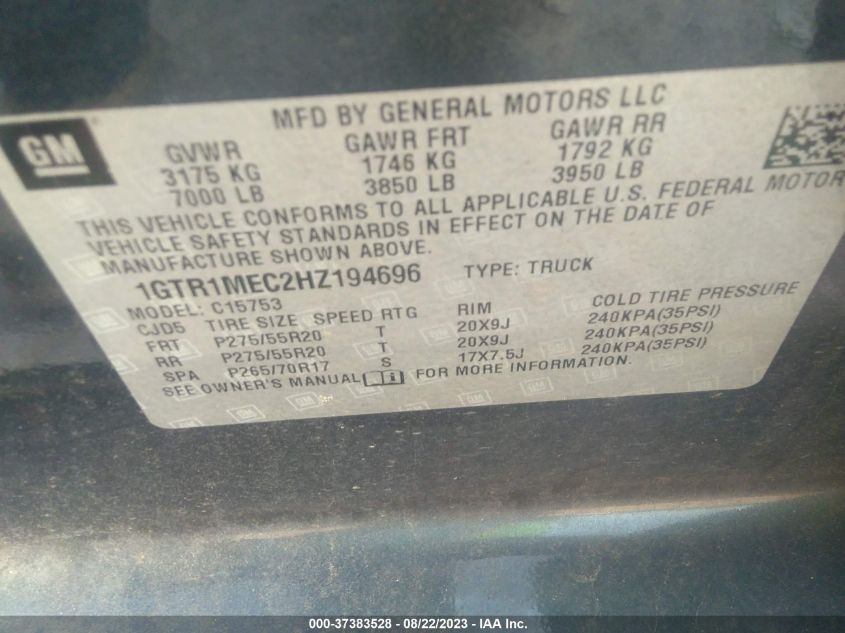 GM
MFD BY GENERAL MOTORS LLC
GVWR GAWR FRT GAWR RR
3175 KG 1746 KG 1792 KG
7000 LB 3850 LB 3950 LB
THIS VEHICLE CONFORMS TO ALL APPLICABLE U.S. FEDERAL MOTOR
VEHICLE SAFETY STANDARDS IN EFFECT ON THE DATE OF
MANUFACTURE SHOWN ABOVE.
1GTR1MEC2HZ194696 TYPE: TRUCK
MODEL: C15753
CJD5 TIRE SIZE SPEED RTG RIM COLD TIRE PRESSURE
FRT P275/55R20 T 20X9J 240KPA(35PSI)
RR P275/55R20 T 20X9J 240KPA(35PSI)
SPA P265/70R17 S 17X7.5J 240KPA(35PSI)
SEE OWNER'S MANUAL FOR MORE INFORMATION.
000-37383528 - 08/22/2023 - IAA Inc.